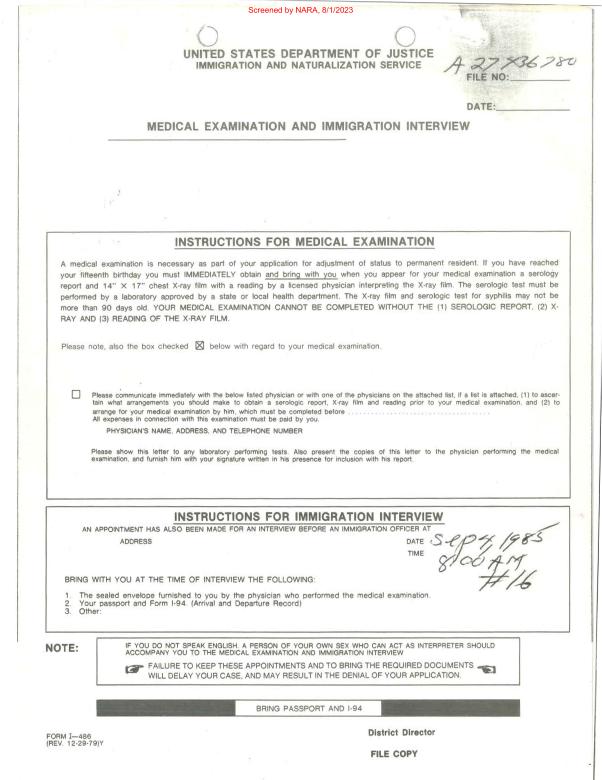 Screened by NARA, 8/1/2023
UNITED STATES DEPARTMENT OF JUSTICE
IMMIGRATION AND NATURALIZATION SERVICE
A 27 436 780
FILE NO:
DATE:
MEDICAL EXAMINATION AND IMMIGRATION INTERVIEW
INSTRUCTIONS FOR MEDICAL EXAMINATION
A medical examination is necessary as part of your application for adjustment of status to permanent resident. If you have reached
your fifteenth birthday you must IMMEDIATELY obtain and bring with you when you appear for your medical examination a serology
report and 14" X 17" chest X-ray film with a reading by a licensed physician interpreting the X-ray film. The serologic test must be
performed by a laboratory approved by a state or local health department. The X-ray film and serologic test for syphilis may not be
more than 90 days old. YOUR MEDICAL EXAMINATION CANNOT BE COMPLETED WITHOUT THE (1) SEROLOGIC REPORT, (2) X-
RAY AND (3) READING OF THE X-RAY FILM.
Please note, also the box checked ☒ below with regard to your medical examination.
☐ Please communicate immediately with the below listed physician or with one of the physicians on the attached list, if a list is attached, (1) to ascer-
tain what arrangements you should make to obtain a serologic report, X-ray film and reading prior to your medical examination, and (2) to
arrange for your medical examination by him, which must be completed before ........................................
All expenses in connection with this examination must be paid by you.
PHYSICIAN'S NAME, ADDRESS, AND TELEPHONE NUMBER
Please show this letter to any laboratory performing tests. Also present the copies of this letter to the physician performing the medical
examination, and furnish him with your signature written in his presence for inclusion with his report.
INSTRUCTIONS FOR IMMIGRATION INTERVIEW
AN APPOINTMENT HAS ALSO BEEN MADE FOR AN INTERVIEW BEFORE AN IMMIGRATION OFFICER AT
ADDRESS
DATE Sep 4, 1985
TIME 8:00 AM
#16
BRING WITH YOU AT THE TIME OF INTERVIEW THE FOLLOWING:
1. The sealed envelope furnished to you by the physician who performed the medical examination.
2. Your passport and Form I-94. (Arrival and Departure Record)
3. Other:
NOTE:
IF YOU DO NOT SPEAK ENGLISH, A PERSON OF YOUR OWN SEX WHO CAN ACT AS INTERPRETER SHOULD
ACCOMPANY YOU TO THE MEDICAL EXAMINATION AND IMMIGRATION INTERVIEW
FAILURE TO KEEP THESE APPOINTMENTS AND TO BRING THE REQUIRED DOCUMENTS
WILL DELAY YOUR CASE, AND MAY RESULT IN THE DENIAL OF YOUR APPLICATION.
BRING PASSPORT AND I-94
FORM I—486
(REV. 12-29-79)Y
District Director
FILE COPY